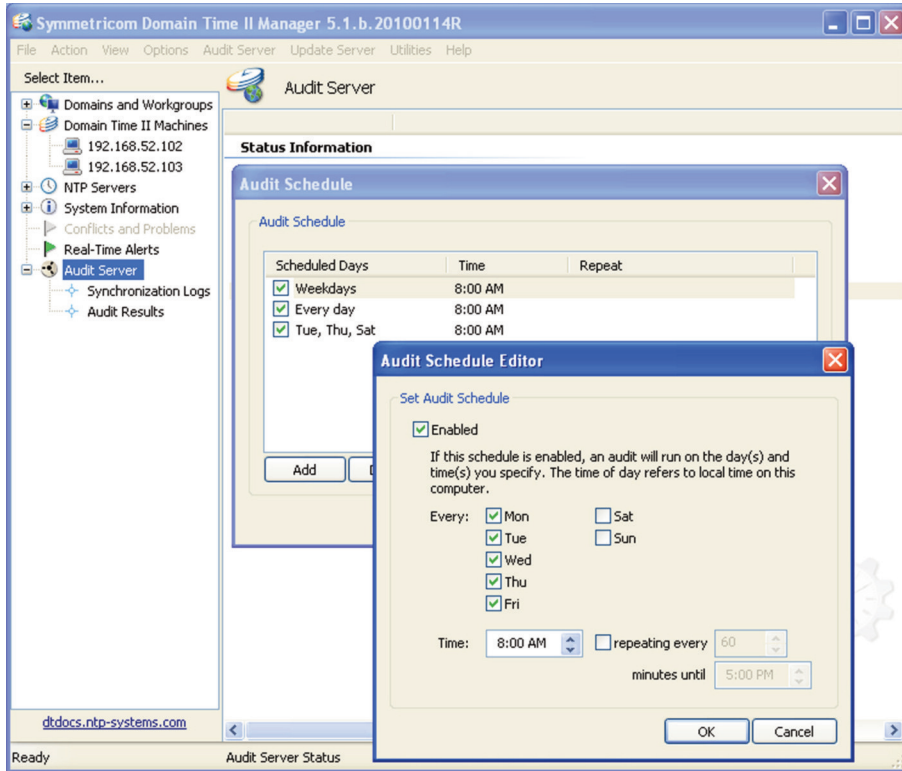 Symmetricom Domain Time II Manager 5.1.b.20100114R
File Action View Options Audit Server Update Server Utilities Help
Select Item...
Domains and Workgroups
Domain Time II Machines
192.168.52.102
192.168.52.103
NTP Servers
System Information
Conflicts and Problems
Real-Time Alerts
Audit Server
Synchronization Logs
Audit Results
dtdocs.ntp-systems.com
Audit Server
Status Information
Audit Schedule
Audit Schedule
Scheduled Days Time Repeat
Weekdays 8:00 AM
Every day 8:00 AM
Tue, Thu, Sat 8:00 AM
Add
Audit Schedule Editor
Set Audit Schedule
Enabled
If this schedule is enabled, an audit will run on the day(s) and
time(s) you specify. The time of day refers to local time on this
computer.
Every: Mon Sat
Tue Sun
Wed
Thu
Fri
Time: 8:00 AM repeating every 60
minutes until 5:00 PM
OK Cancel
Ready Audit Server Status